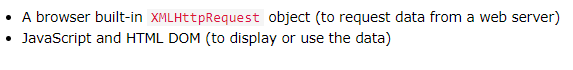 • A browser built-in XMLHttpRequest object (to request data from a web server)
• JavaScript and HTML DOM (to display or use the data)